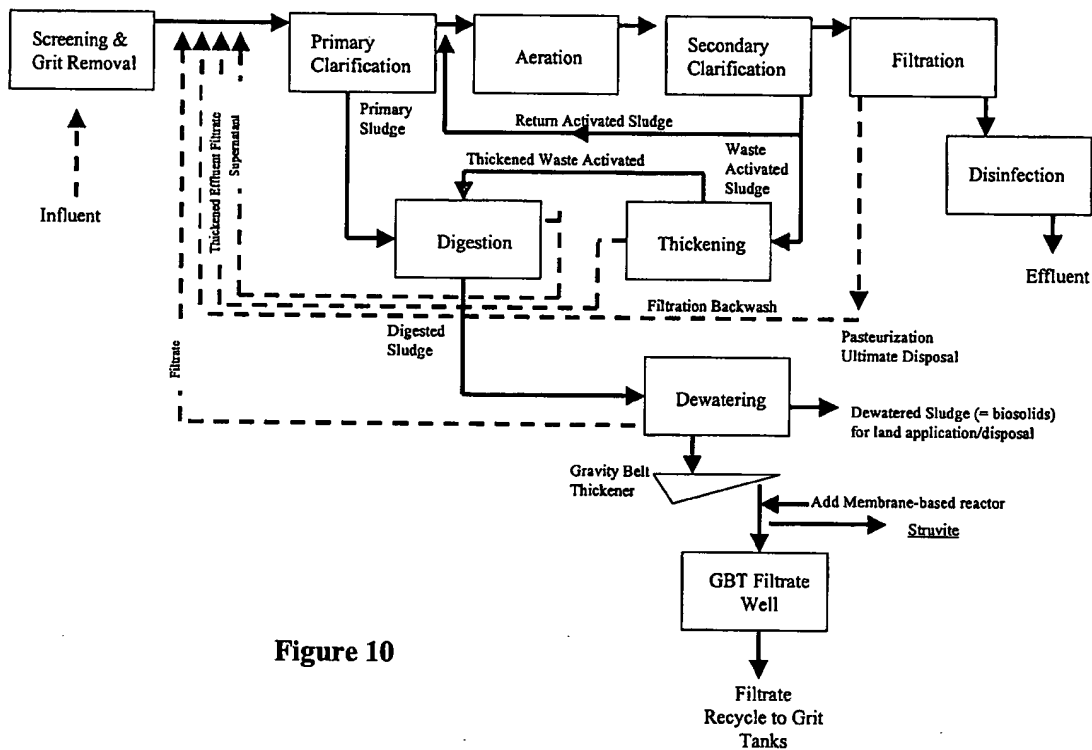 Screening &
Grit Removal
Primary
Clarification
Aeration
Secondary
Clarification
Filtration
Primary
Sludge
Return Activated Sludge
Waste
Activated
Sludge
Thickened Waste Activated
Disinfection
Influent
Thickened Effluent Filtrate
Supernatant
Digestion
Thickening
Effluent
Filtration Backwash
Filtrate
Digested
Sludge
Pasteurization
Ultimate Disposal
Dewatering
Dewatered Sludge (= biosolids)
for land application/disposal
Gravity Belt
Thickener
Add Membrane-based reactor
Struvite
GBT Filtrate
Well
Figure 10
Filtrate
Recycle to Grit
Tanks